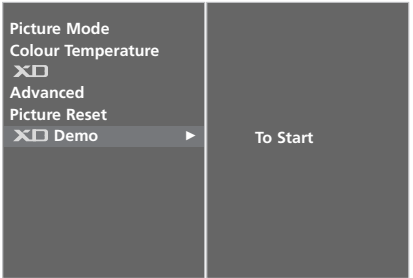 Picture Mode
Colour Temperature
XD
Advanced
Picture Reset
XD Demo ►
To Start